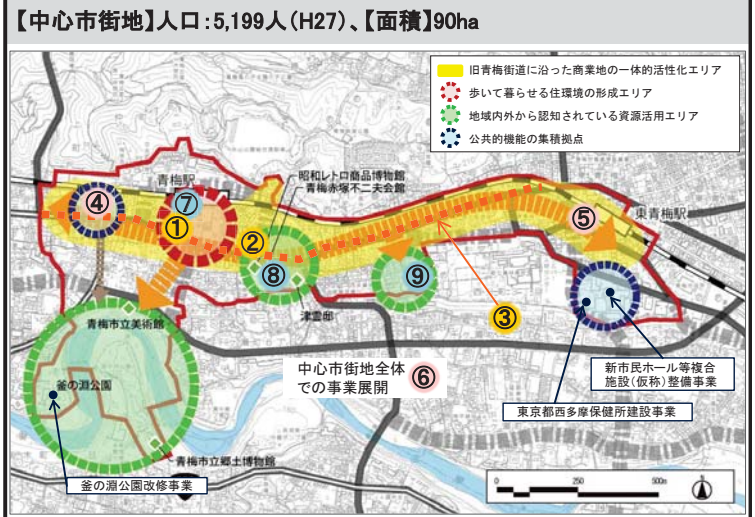 【中心市街地】人口:5,199人(H27)、【面積】90ha
旧青梅街道に沿った商業地の一体的活性化エリア
歩いて暮らせる住環境の形成エリア
地域内外から認知されている資源活用エリア
公共的機能の集積拠点
昭和レトロ商品博物館
青梅赤塚不二夫会館
青梅駅
東青梅駅
④
⑦
①
②
⑤
⑧
⑨
③
津雲邸
青梅市立美術館
釜の淵公園
中心市街地全体
での事業展開
⑥
新市民ホール等複合
施設(仮称)整備事業
東京都西多摩保健所建設事業
青梅市立郷土博物館
釜の淵公園改修事業
0 250 500m
N